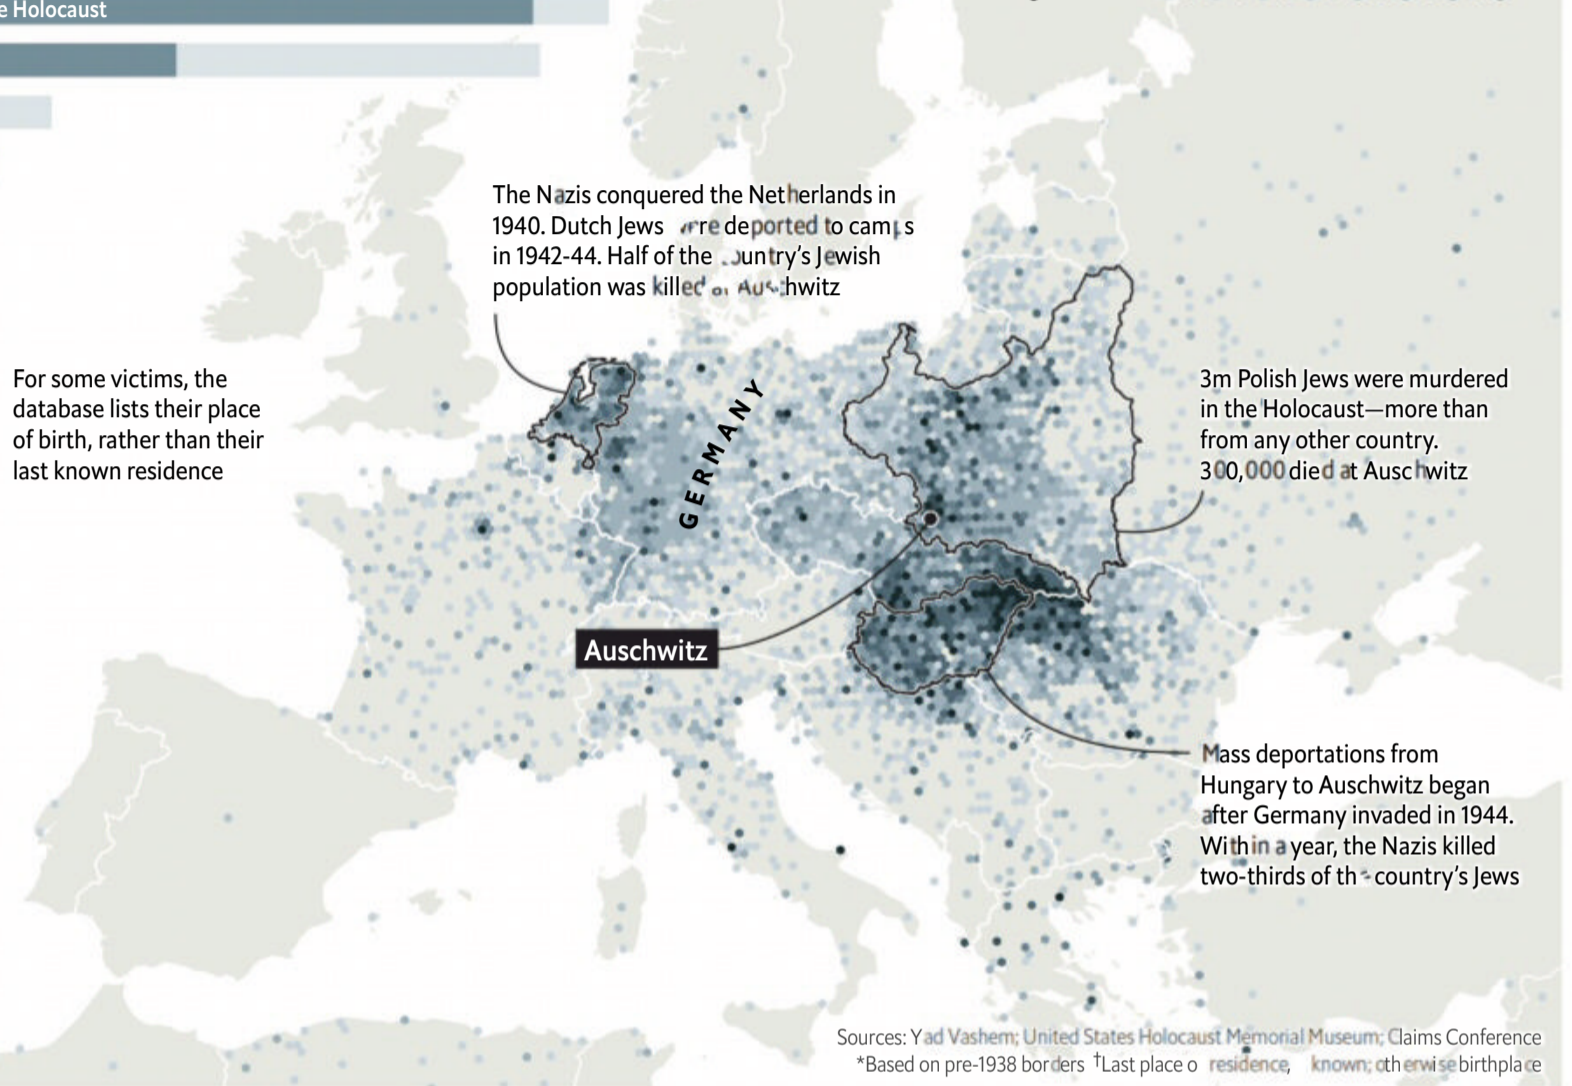 e Holocaust
The Nazis conquered the Netherlands in
1940. Dutch Jews deported to
in 1942-44. Half of the Jewish
population was killed
For some victims, the
database lists their place
of birth, rather than their
last known residence
GERMANY
3m Polish Jews were murdered
in the Holocaust—more than
from any other country.
300,000 died at Auschwitz
Auschwitz
Mass deportations from
Hungary to Auschwitz began
after Germany invaded in 1944.
Within a year, the Nazis killed
two-thirds of country's Jews
Sources: Yad Vashem; United States Holocaust Memorial Museum; Claims Conference
*Based on pre-1938 borders †Last place residence, known; otherwise birthplace